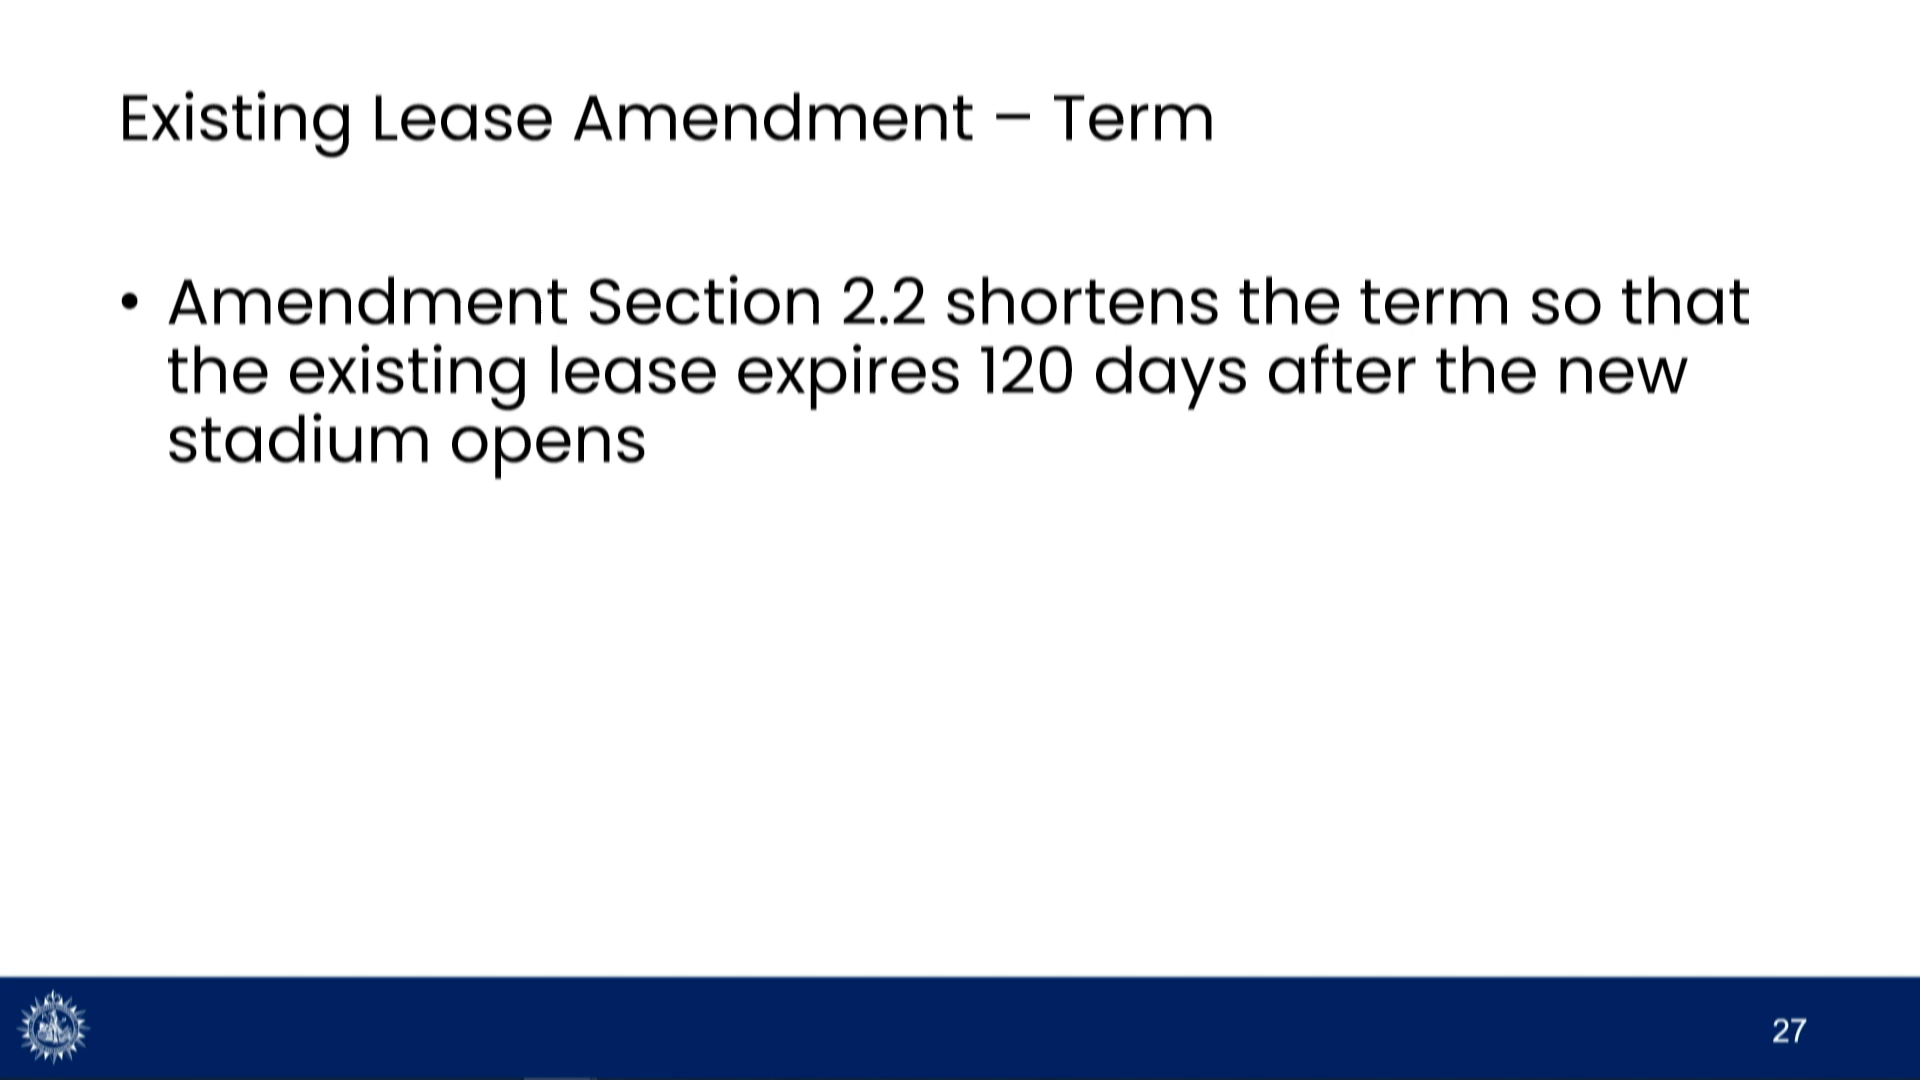 Existing Lease Amendment – Term
• Amendment Section 2.2 shortens the term so that
the existing lease expires 120 days after the new
stadium opens
27